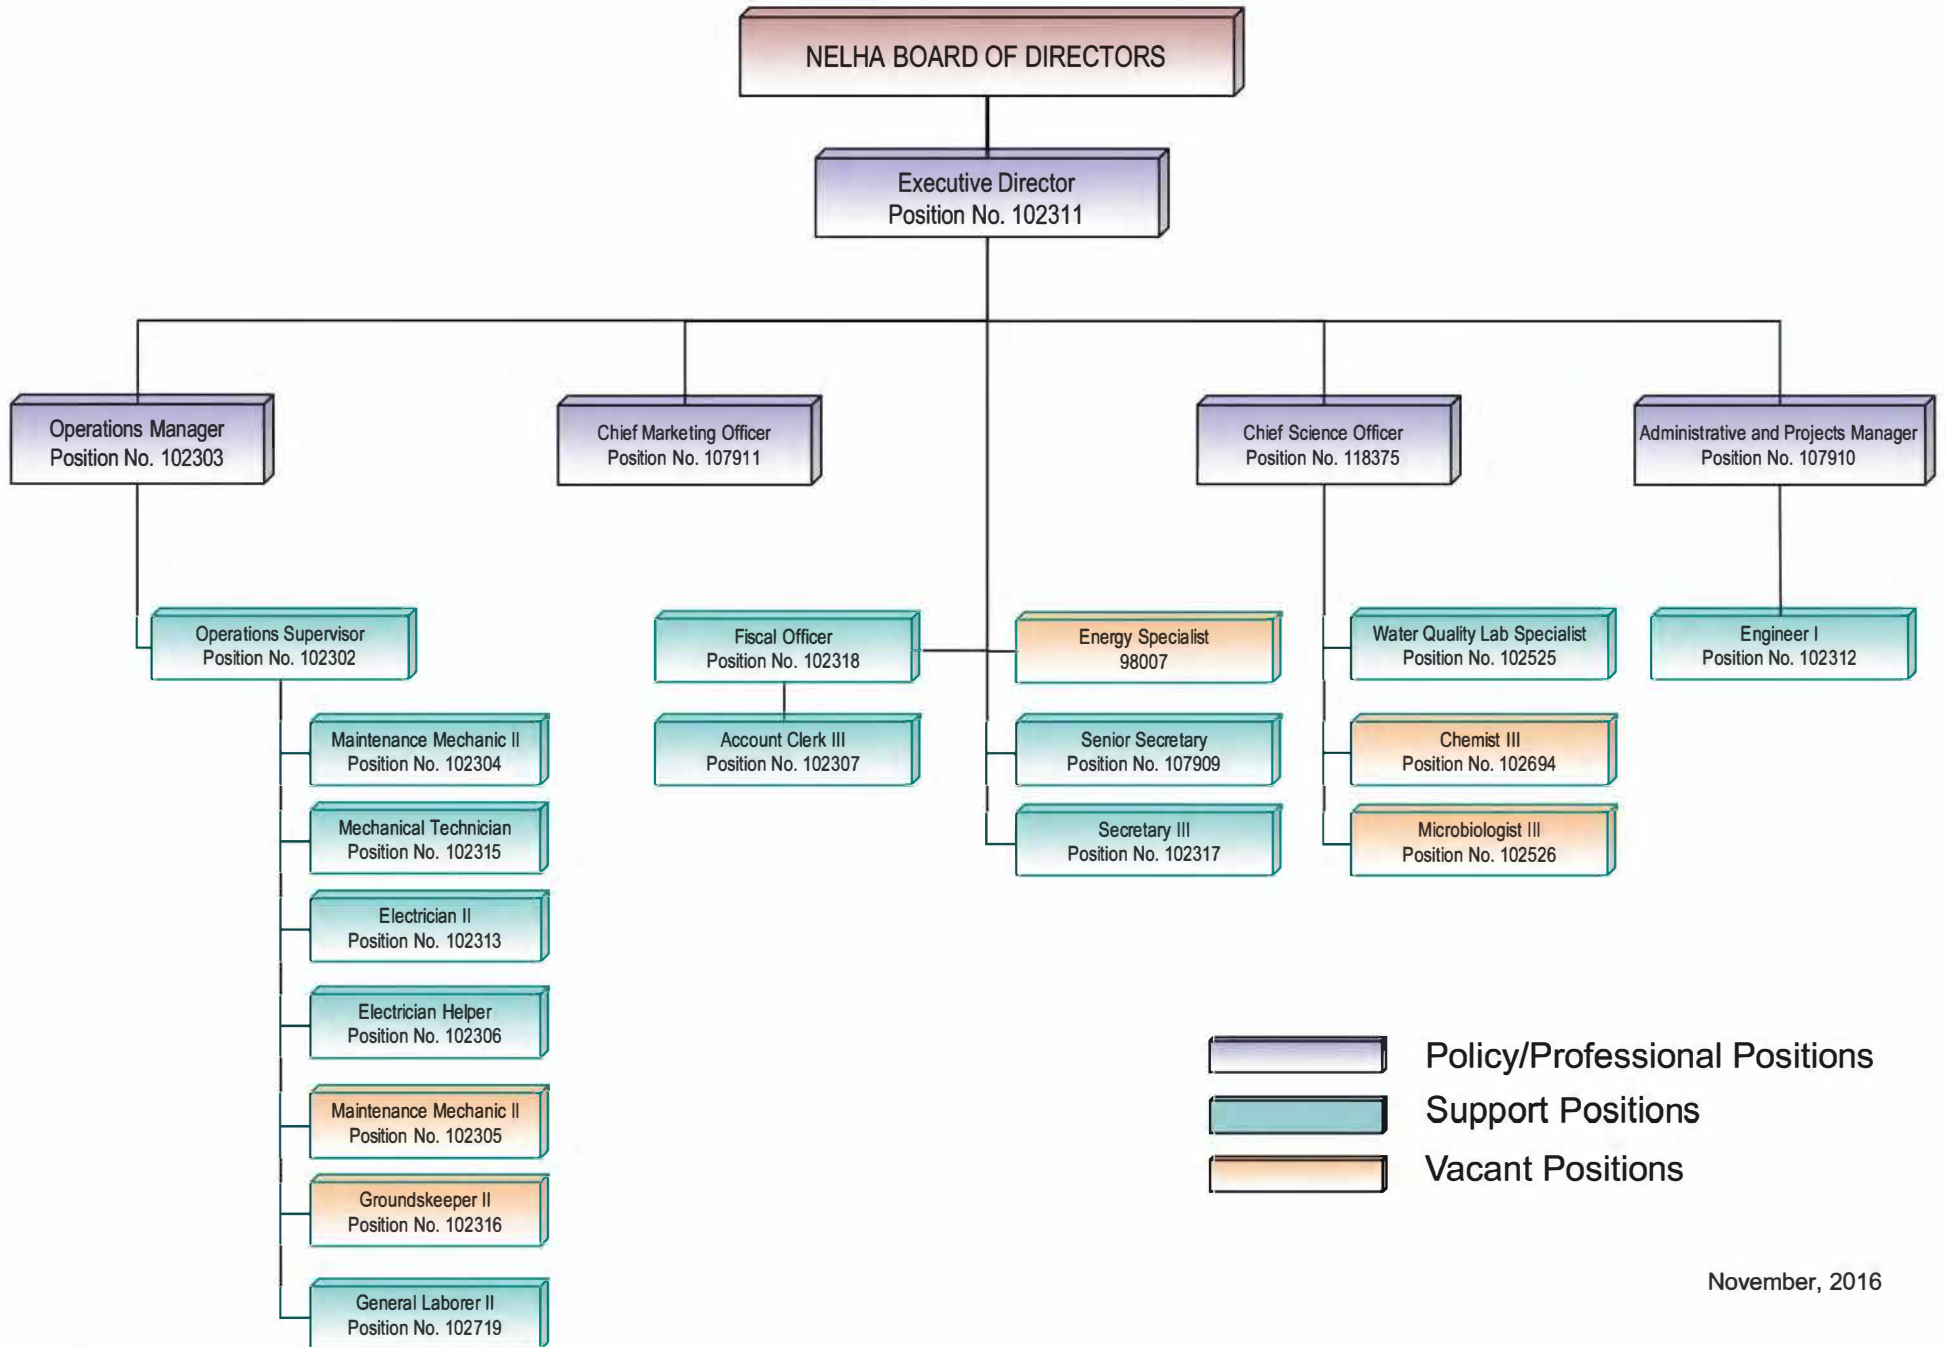 NELHA BOARD OF DIRECTORS
Executive Director
Position No. 102311
Operations Manager
Position No. 102303
Chief Marketing Officer
Position No. 107911
Chief Science Officer
Position No. 118375
Administrative and Projects Manager
Position No. 107910
Operations Supervisor
Position No. 102302
Fiscal Officer
Position No. 102318
Energy Specialist
98007
Water Quality Lab Specialist
Position No. 102525
Engineer I
Position No. 102312
Maintenance Mechanic II
Position No. 102304
Account Clerk III
Position No. 102307
Senior Secretary
Position No. 107909
Chemist III
Position No. 102694
Mechanical Technician
Position No. 102315
Secretary III
Position No. 102317
Microbiologist III
Position No. 102526
Electrician II
Position No. 102313
Electrician Helper
Position No. 102306
Maintenance Mechanic II
Position No. 102305
Groundskeeper II
Position No. 102316
General Laborer II
Position No. 102719
Policy/Professional Positions
Support Positions
Vacant Positions
November, 2016